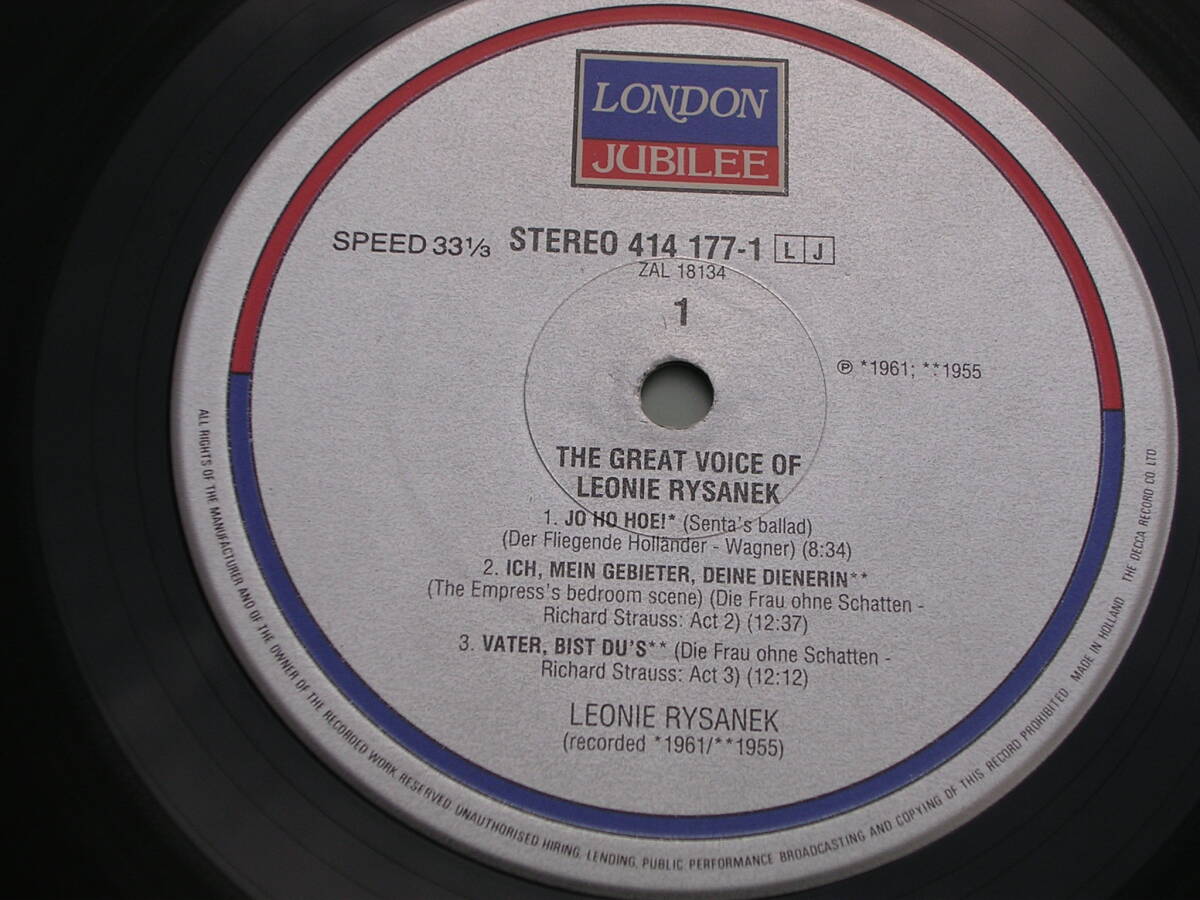 LONDON
JUBILEE
SPEED 33⅓ STEREO 414 177-1 LJ
ZAL 18134
1
℗ *1961; **1955
THE GREAT VOICE OF
LEONIE RYSANEK
1. JO HO HOE!* (Senta's ballad)
(Der Fliegende Holländer - Wagner) (8:34)
2. ICH, MEIN GEBIETER, DEINE DIENERIN**
(The Empress's bedroom scene) (Die Frau ohne Schatten -
Richard Strauss: Act 2) (12:37)
3. VATER, BIST DU'S** (Die Frau ohne Schatten -
Richard Strauss: Act 3) (12:12)
LEONIE RYSANEK
(recorded *1961/**1955)
ALL RIGHTS OF THE MANUFACTURER AND OF THE OWNER OF THE RECORDED WORK RESERVED. UNAUTHORISED HIRING, LENDING, PUBLIC PERFORMANCE BROADCASTING AND COPYING OF THIS RECORD PROHIBITED. MADE IN HOLLAND THE DECCA RECORD CO. LTD.